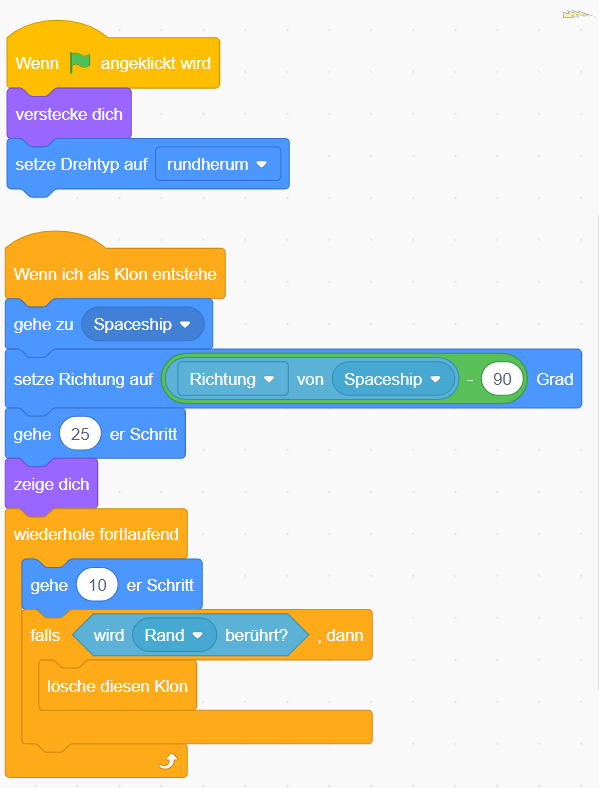 Wenn angeklickt wird
verstecke dich
setze Drehtyp auf rundherum
Wenn ich als Klon entstehe
gehe zu Spaceship
setze Richtung auf Richtung von Spaceship - 90 Grad
gehe 25 er Schritt
zeige dich
wiederhole fortlaufend
gehe 10 er Schritt
falls wird Rand berührt? , dann
lösche diesen Klon